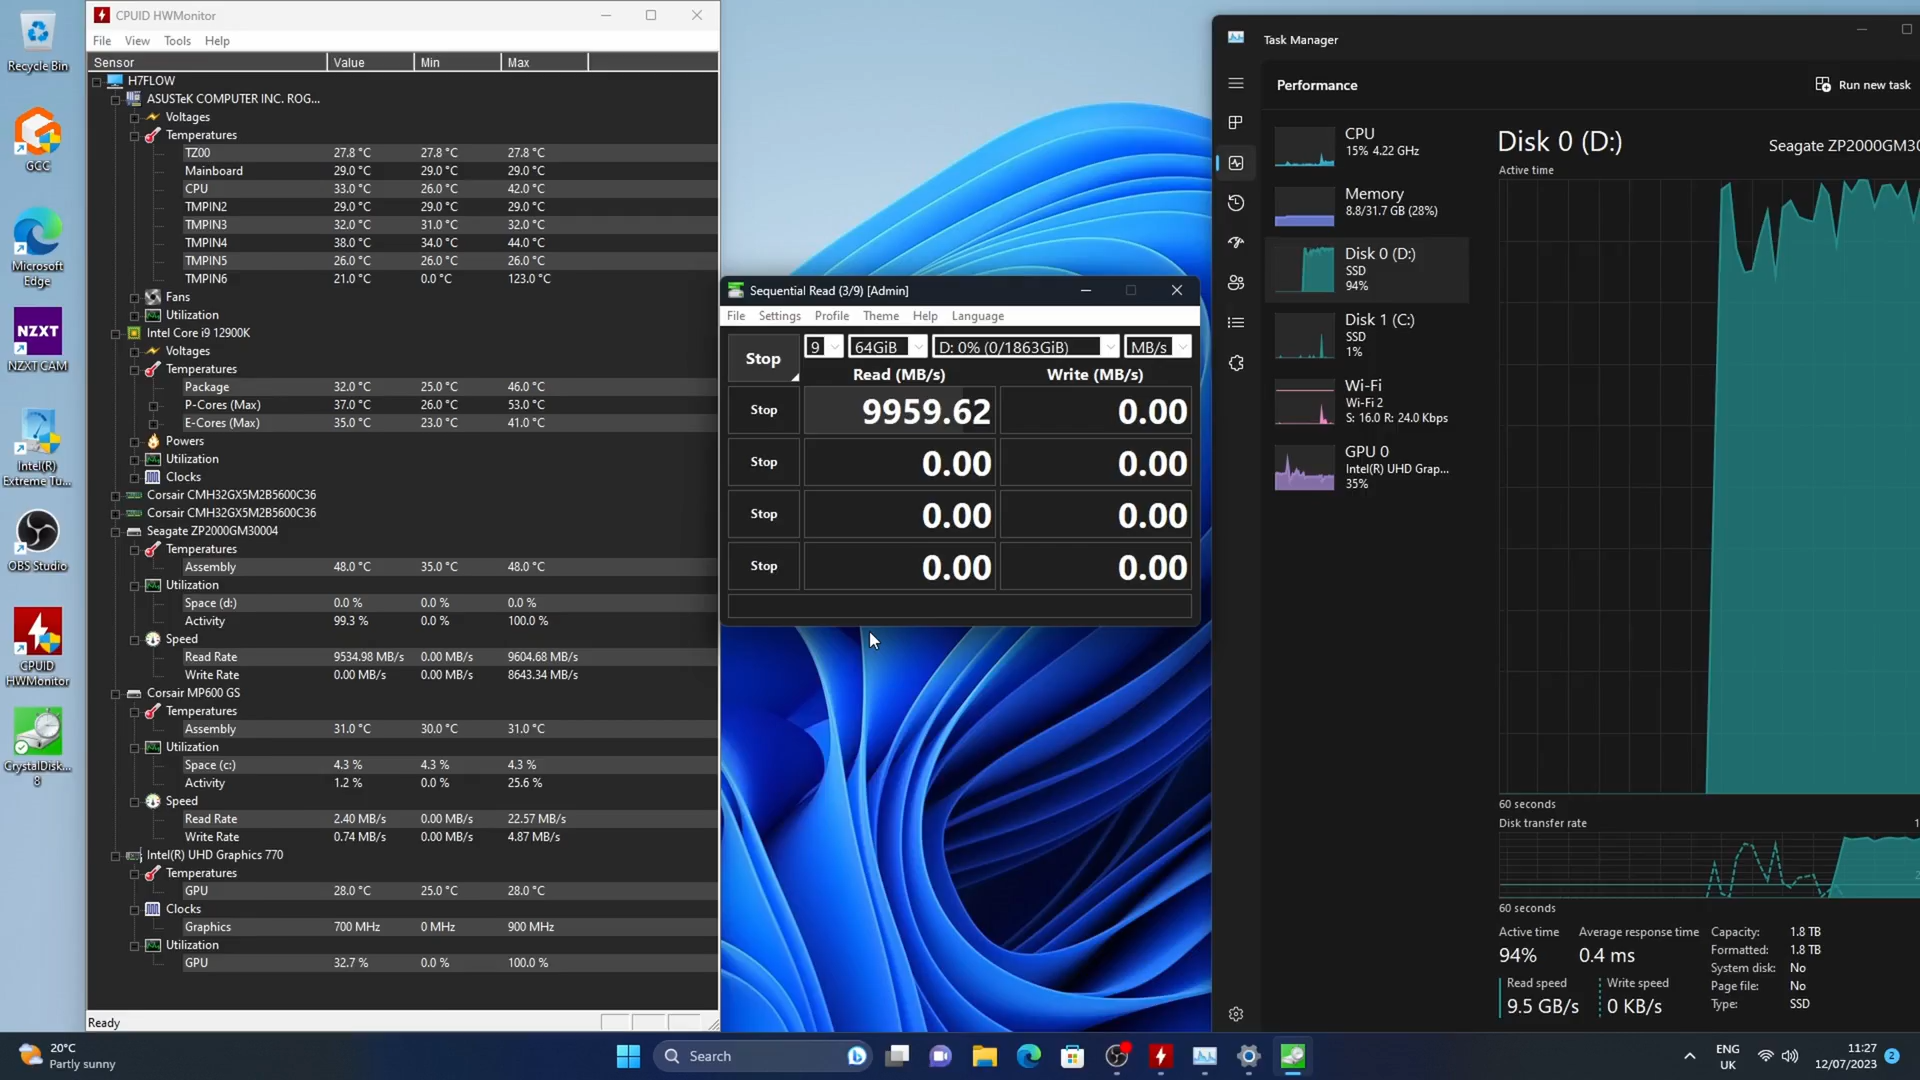 Recycle Bin
GCC
Microsoft
Edge
NZXT
NZXT CAM
Intel(R)
Extreme Tu...
OBS Studio
CPUID
HWMonitor
CrystalDisk...
8
CPUID HWMonitor
File View Tools Help
Sensor Value Min Max
H7FLOW
ASUSTeK COMPUTER INC. ROG...
Voltages
Temperatures
TZ00 27.8 °C 27.8 °C 27.8 °C
Mainboard 29.0 °C 29.0 °C 29.0 °C
CPU 33.0 °C 26.0 °C 42.0 °C
TMPIN2 29.0 °C 29.0 °C 29.0 °C
TMPIN3 32.0 °C 31.0 °C 32.0 °C
TMPIN4 38.0 °C 34.0 °C 44.0 °C
TMPIN5 26.0 °C 26.0 °C 26.0 °C
TMPIN6 21.0 °C 0.0 °C 123.0 °C
Fans
Utilization
Intel Core i9 12900K
Voltages
Temperatures
Package 32.0 °C 25.0 °C 46.0 °C
P-Cores (Max) 37.0 °C 26.0 °C 53.0 °C
E-Cores (Max) 35.0 °C 23.0 °C 41.0 °C
Powers
Utilization
Clocks
Corsair CMH32GX5M2B5600C36
Corsair CMH32GX5M2B5600C36
Seagate ZP2000GM30004
Temperatures
Assembly 48.0 °C 35.0 °C 48.0 °C
Utilization
Space (d:) 0.0 % 0.0 % 0.0 %
Activity 99.3 % 0.0 % 100.0 %
Speed
Read Rate 9534.98 MB/s 0.00 MB/s 9604.68 MB/s
Write Rate 0.00 MB/s 0.00 MB/s 8643.34 MB/s
Corsair MP600 GS
Temperatures
Assembly 31.0 °C 30.0 °C 31.0 °C
Utilization
Space (c:) 4.3 % 4.3 % 4.3 %
Activity 1.2 % 0.0 % 25.6 %
Speed
Read Rate 2.40 MB/s 0.00 MB/s 22.57 MB/s
Write Rate 0.74 MB/s 0.00 MB/s 4.87 MB/s
Intel(R) UHD Graphics 770
Temperatures
GPU 28.0 °C 25.0 °C 28.0 °C
Clocks
Graphics 700 MHz 0 MHz 900 MHz
Utilization
GPU 32.7 % 0.0 % 100.0 %
Ready
Sequential Read (3/9) [Admin]
File Settings Profile Theme Help Language
Stop 9 64GiB D: 0% (0/1863GiB) MB/s
Read (MB/s) Write (MB/s)
Stop 9959.62 0.00
Stop 0.00 0.00
Stop 0.00 0.00
Stop 0.00 0.00
Task Manager
Performance Run new task
CPU
15% 4.22 GHz
Memory
8.8/31.7 GB (28%)
Disk 0 (D:)
SSD
94%
Disk 1 (C:)
SSD
1%
Wi-Fi
Wi-Fi 2
S: 16.0 R: 24.0 Kbps
GPU 0
Intel(R) UHD Grap...
35%
Disk 0 (D:) Seagate ZP2000GM30
Active time
60 seconds
Disk transfer rate 1
2
60 seconds
Active time Average response time
94% 0.4 ms
Read speed Write speed
9.5 GB/s 0 KB/s
Capacity: 1.8 TB
Formatted: 1.8 TB
System disk: No
Page file: No
Type: SSD
20°C
Partly sunny
Search
ENG
UK
11:27
12/07/2023
2